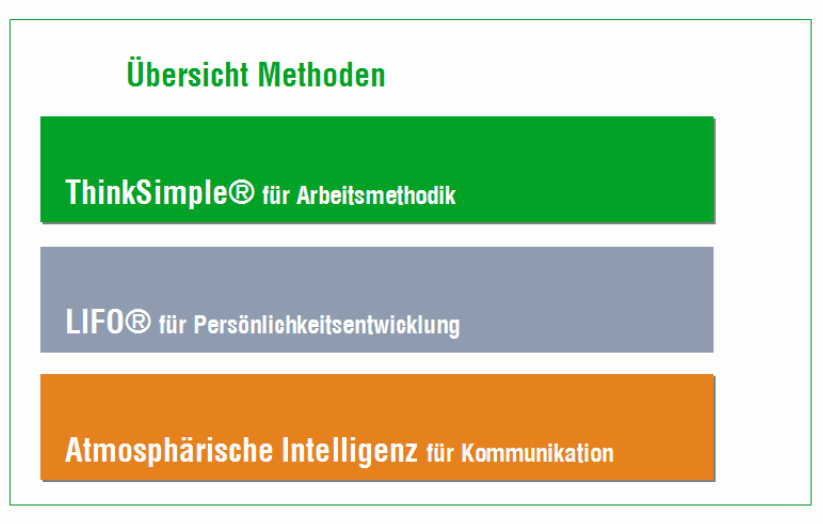 Übersicht Methoden
ThinkSimple® für Arbeitsmethodik
LIFO® für Persönlichkeitsentwicklung
Atmosphärische Intelligenz für Kommunikation